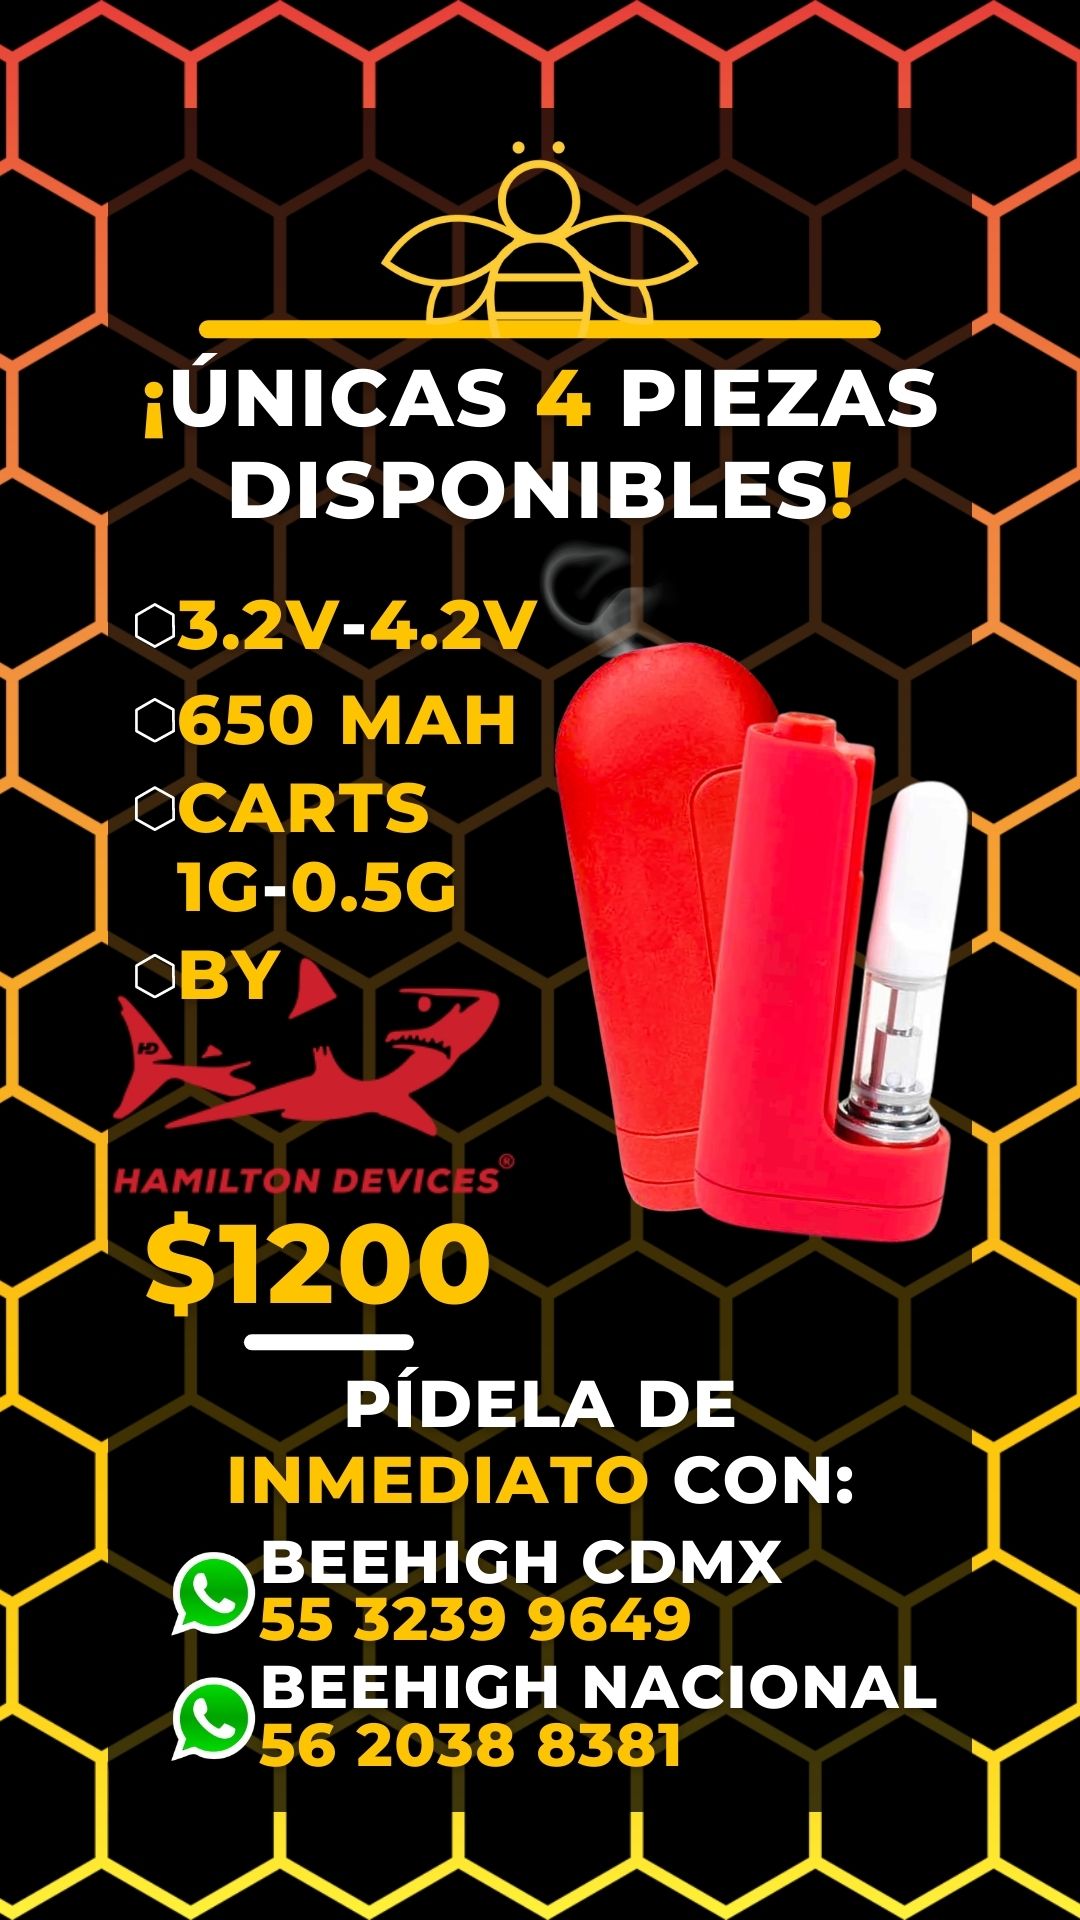 ¡ÚNICAS 4 PIEZAS
DISPONIBLES!
3.2V-4.2V
650 MAH
CARTS
1G-0.5G
BY
HD
HAMILTON DEVICES®
$1200
PÍDELA DE
INMEDIATO CON:
BEEHIGH CDMX
55 3239 9649
BEEHIGH NACIONAL
56 2038 8381